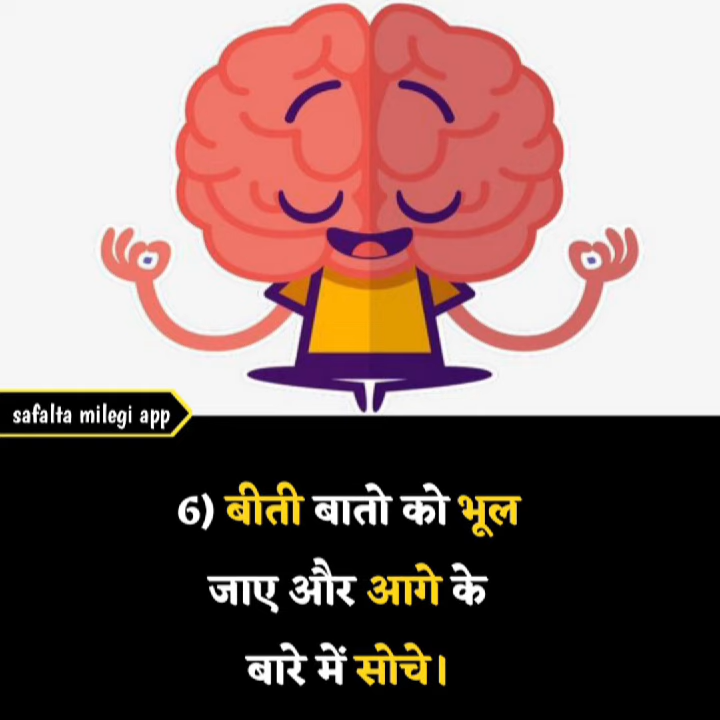 safalta milegi app
6) बीती बातो को भूल
जाए और आगे के
बारे में सोचे।